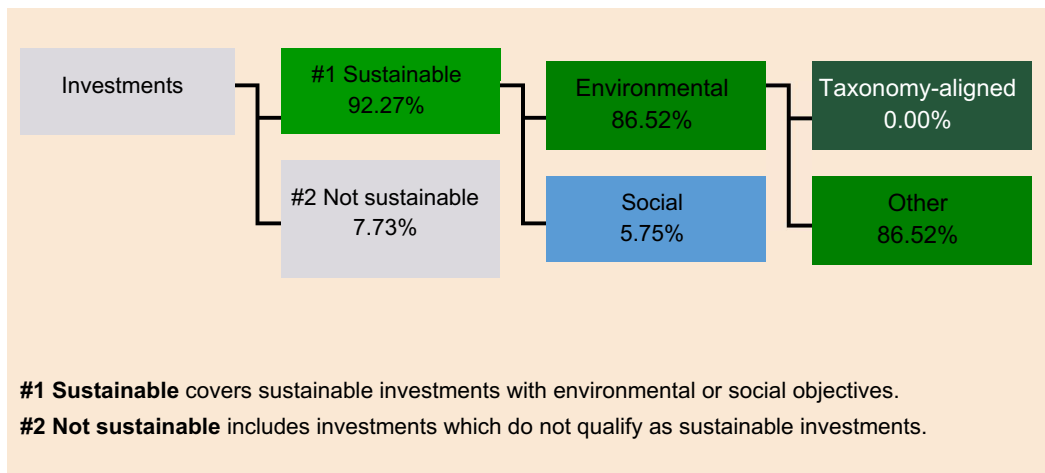 Investments
#1 Sustainable
92.27%
#2 Not sustainable
7.73%
Environmental
86.52%
Social
5.75%
Taxonomy-aligned
0.00%
Other
86.52%
#1 Sustainable covers sustainable investments with environmental or social objectives.
#2 Not sustainable includes investments which do not qualify as sustainable investments.